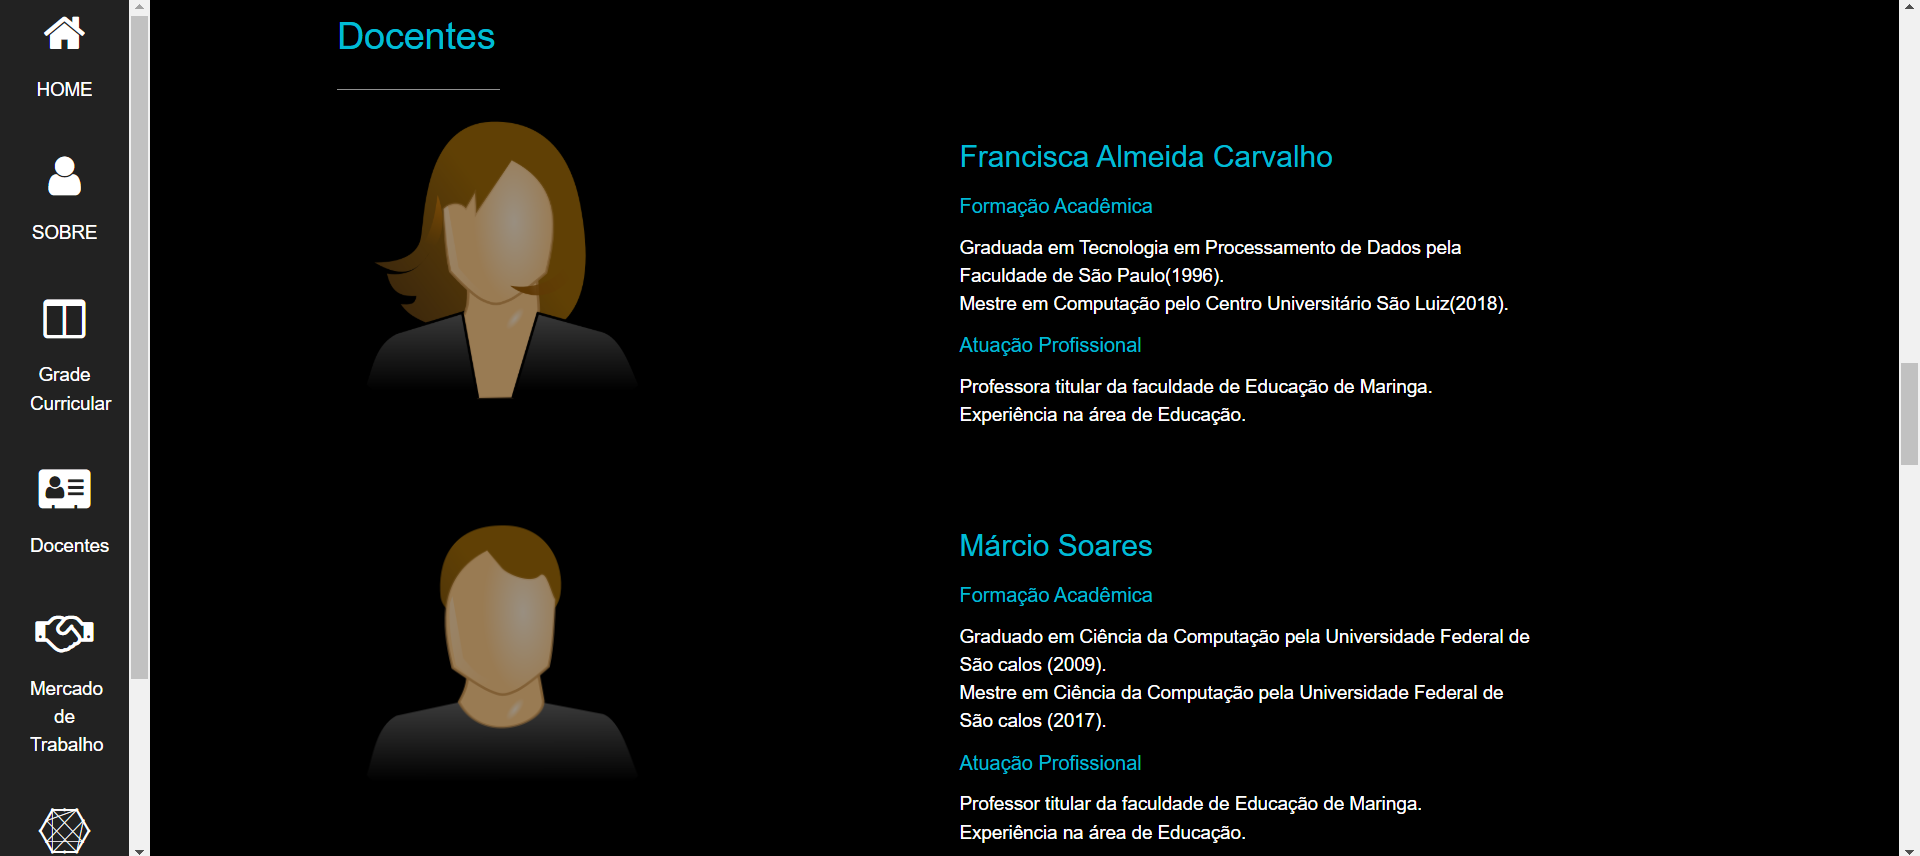 HOME
SOBRE
Grade
Curricular
Docentes
Mercado
de
Trabalho
Docentes
Francisca Almeida Carvalho
Formação Acadêmica
Graduada em Tecnologia em Processamento de Dados pela
Faculdade de São Paulo(1996).
Mestre em Computação pelo Centro Universitário São Luiz(2018).
Atuação Profissional
Professora titular da faculdade de Educação de Maringa.
Experiência na área de Educação.
Márcio Soares
Formação Acadêmica
Graduado em Ciência da Computação pela Universidade Federal de
São calos (2009).
Mestre em Ciência da Computação pela Universidade Federal de
São calos (2017).
Atuação Profissional
Professor titular da faculdade de Educação de Maringa.
Experiência na área de Educação.